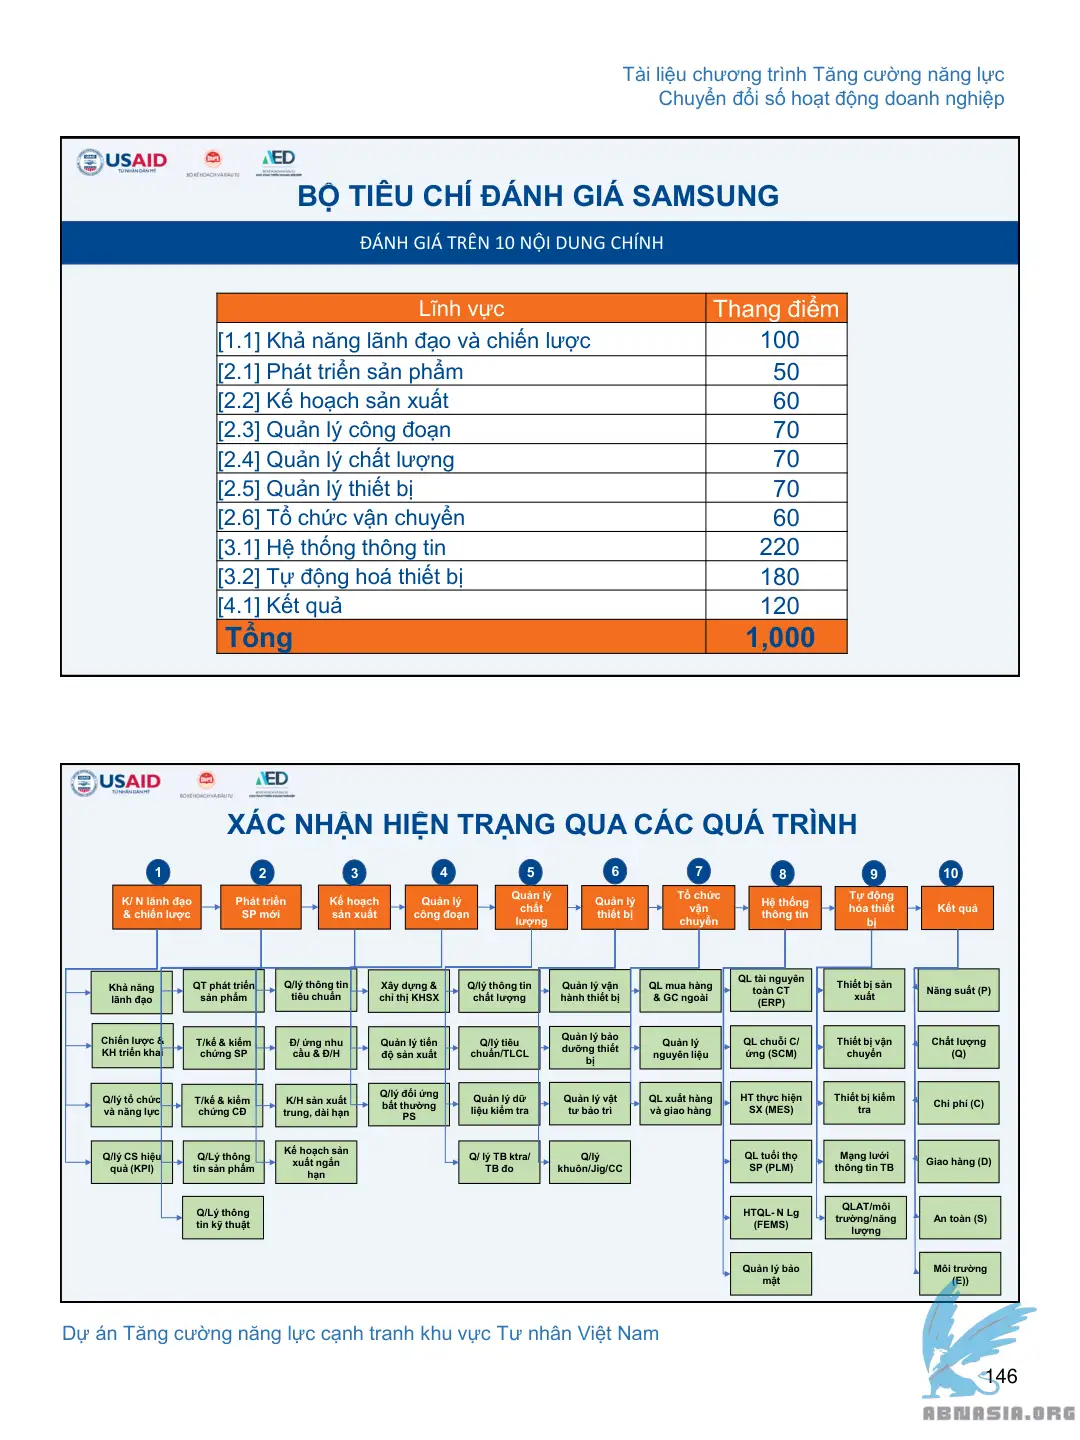 Tài liệu chương trình Tăng cường năng lực
Chuyển đổi số hoạt động doanh nghiệp
USAID
TỪ NHÂN DÂN MỸ
BỘ KẾ HOẠCH VÀ ĐẦU TƯ
AED
BỘ TIÊU CHÍ ĐÁNH GIÁ SAMSUNG
ĐÁNH GIÁ TRÊN 10 NỘI DUNG CHÍNH
Lĩnh vực Thang điểm
[1.1] Khả năng lãnh đạo và chiến lược 100
[2.1] Phát triển sản phẩm 50
[2.2] Kế hoạch sản xuất 60
[2.3] Quản lý công đoạn 70
[2.4] Quản lý chất lượng 70
[2.5] Quản lý thiết bị 70
[2.6] Tổ chức vận chuyển 60
[3.1] Hệ thống thông tin 220
[3.2] Tự động hoá thiết bị 180
[4.1] Kết quả 120
Tổng 1,000
USAID
TỪ NHÂN DÂN MỸ
BỘ KẾ HOẠCH VÀ ĐẦU TƯ
AED
XÁC NHẬN HIỆN TRẠNG QUA CÁC QUÁ TRÌNH
1
K/ N lãnh đạo
& chiến lược
2
Phát triển
SP mới
3
Kế hoạch
sản xuất
4
Quản lý
công đoạn
5
Quản lý
chất
lượng
6
Quản lý
thiết bị
7
Tổ chức
vận
chuyển
8
Hệ thống
thông tin
9
Tự động
hóa thiết
bị
10
Kết quả
Khả năng
lãnh đạo
Chiến lược &
KH triển khai
Q/lý tổ chức
và năng lực
Q/lý CS hiệu
quả (KPI)
QT phát triển
sản phẩm
T/kế & kiểm
chứng SP
T/kế & kiểm
chứng CĐ
Q/Lý thông
tin sản phẩm
Q/Lý thông
tin kỹ thuật
Q/lý thông tin
tiêu chuẩn
Đ/ ứng nhu
cầu & Đ/H
K/H sản xuất
trung, dài hạn
Kế hoạch sản
xuất ngắn
hạn
Xây dựng &
chỉ thị KHSX
Quản lý tiến
độ sản xuất
Q/lý đối ứng
bất thường
PS
Q/lý thông tin
chất lượng
Q/lý tiêu
chuẩn/TLCL
Quản lý dữ
liệu kiểm tra
Q/ lý TB ktra/
TB đo
Quản lý vận
hành thiết bị
Quản lý bảo
dưỡng thiết
bị
Quản lý vật
tư bảo trì
Q/lý
khuôn/Jig/CC
QL mua hàng
& GC ngoài
Quản lý
nguyên liệu
QL xuất hàng
và giao hàng
QL tài nguyên
toàn CT
(ERP)
QL chuỗi C/
ứng (SCM)
HT thực hiện
SX (MES)
QL tuổi thọ
SP (PLM)
HTQL- N Lg
(FEMS)
Quản lý bảo
mật
Thiết bị sản
xuất
Thiết bị vận
chuyển
Thiết bị kiểm
tra
Mạng lưới
thông tin TB
QLAT/môi
trường/năng
lượng
Năng suất (P)
Chất lượng
(Q)
Chi phí (C)
Giao hàng (D)
An toàn (S)
Môi trường
(E))
Dự án Tăng cường năng lực cạnh tranh khu vực Tư nhân Việt Nam
146
ABNASIA.ORG